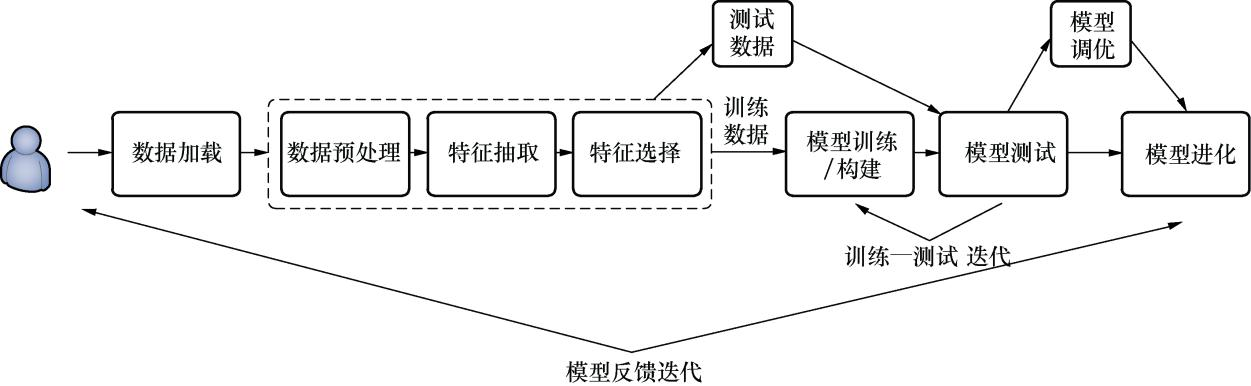 测试
数据
模型
调优
训练
数据
数据加载
数据预处理
特征抽取
特征选择
模型训练
/构建
模型测试
模型进化
训练—测试 迭代
模型反馈迭代